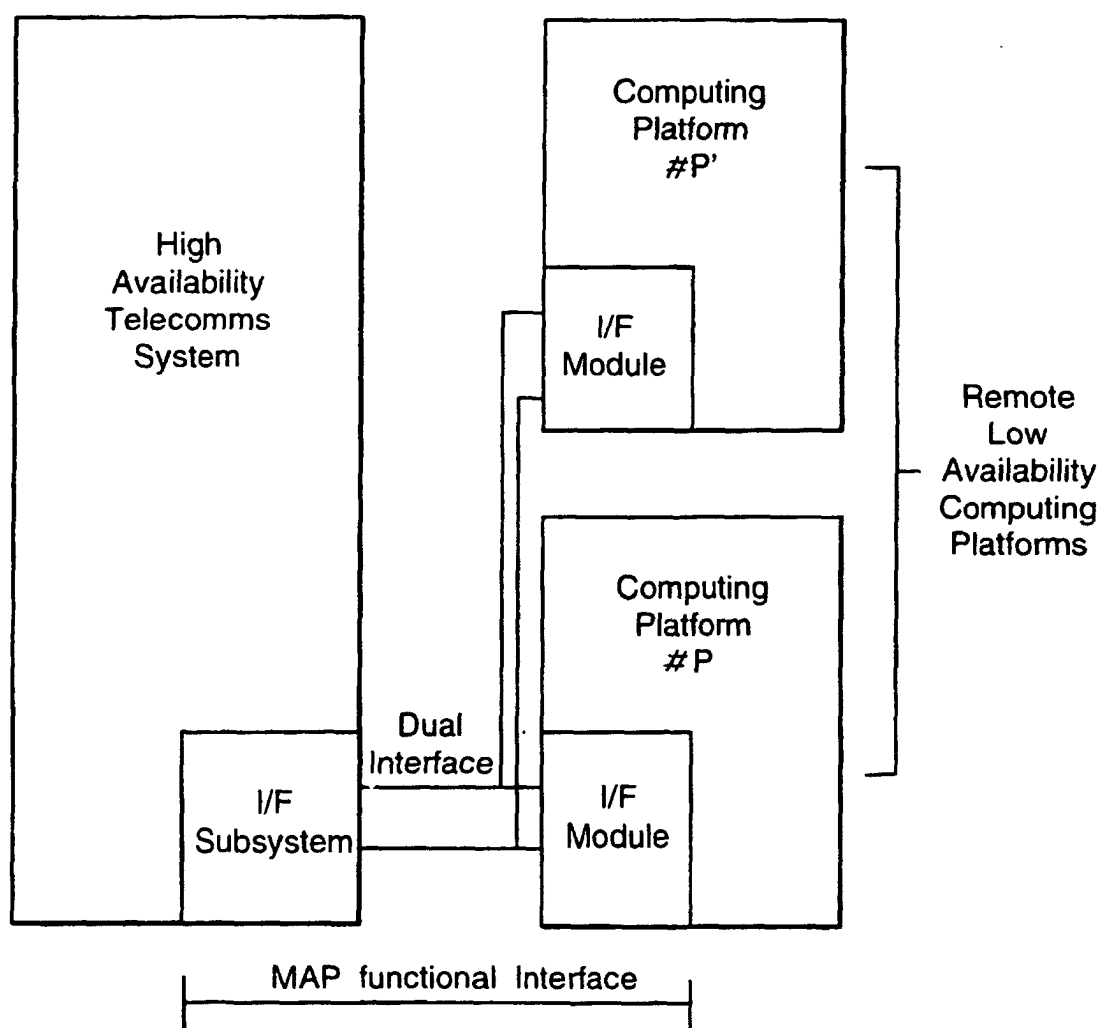 High
Availability
Telecomms
System
I/F
Subsystem
Dual
Interface
Computing
Platform
#P'
I/F
Module
Computing
Platform
#P
I/F
Module
Remote
Low
Availability
Computing
Platforms
MAP functional Interface